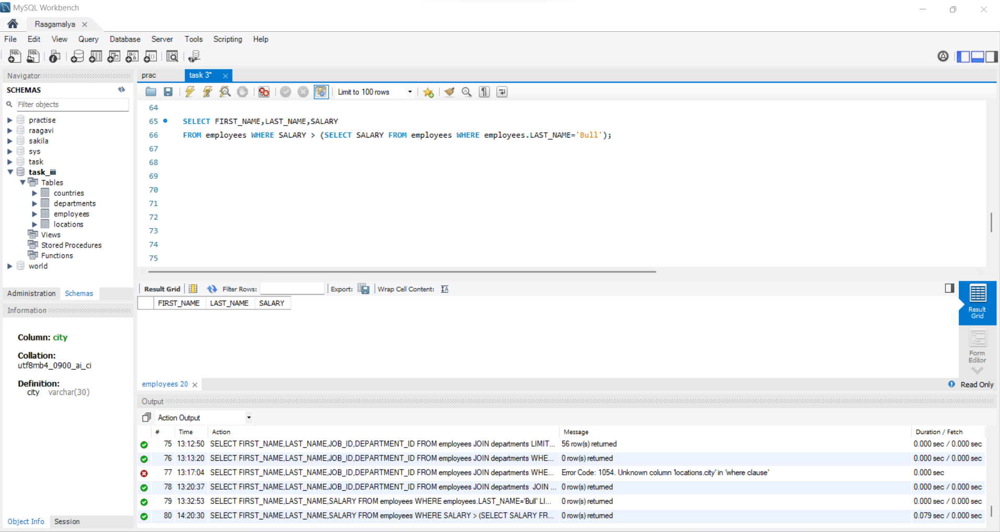 MySQL Workbench
Raagamalya
File Edit View Query Database Server Tools Scripting Help
Navigator
SCHEMAS
Filter objects
practise
raagavi
sakila
sys
task
task_iii
Tables
countries
departments
employees
locations
Views
Stored Procedures
Functions
world
Administration Schemas
Information
Column: city
Collation:
utf8mb4_0900_ai_ci
Definition:
city varchar(30)
Object Info Session
prac task 3*
Limit to 100 rows
64
65 SELECT FIRST_NAME,LAST_NAME,SALARY
66 FROM employees WHERE SALARY > (SELECT SALARY FROM employees WHERE employees.LAST_NAME='Bull');
67
68
69
70
71
72
73
74
75
Result Grid Filter Rows: Export: Wrap Cell Content:
FIRST_NAME LAST_NAME SALARY
Result
Grid
Form
Editor
employees 20 Read Only
Output
Action Output
# Time Action Message Duration / Fetch
75 13:12:50 SELECT FIRST_NAME,LAST_NAME,JOB_ID,DEPARTMENT_ID FROM employees JOIN departments LIMIT... 56 row(s) returned 0.000 sec / 0.000 sec
76 13:13:20 SELECT FIRST_NAME,LAST_NAME,JOB_ID,DEPARTMENT_ID FROM employees JOIN departments WHE... 0 row(s) returned 0.000 sec / 0.000 sec
77 13:17:04 SELECT FIRST_NAME,LAST_NAME,JOB_ID,DEPARTMENT_ID FROM employees JOIN departments WHE... Error Code: 1054. Unknown column 'locations.city' in 'where clause' 0.000 sec
78 13:20:37 SELECT FIRST_NAME,LAST_NAME,JOB_ID,DEPARTMENT_ID FROM employees JOIN departments JOIN ... 0 row(s) returned 0.000 sec / 0.000 sec
79 13:32:53 SELECT FIRST_NAME,LAST_NAME,SALARY FROM employees WHERE employees.LAST_NAME='Bull' LI... 0 row(s) returned 0.000 sec / 0.000 sec
80 14:20:30 SELECT FIRST_NAME,LAST_NAME,SALARY FROM employees WHERE SALARY > (SELECT SALARY FR... 0 row(s) returned 0.079 sec / 0.000 sec